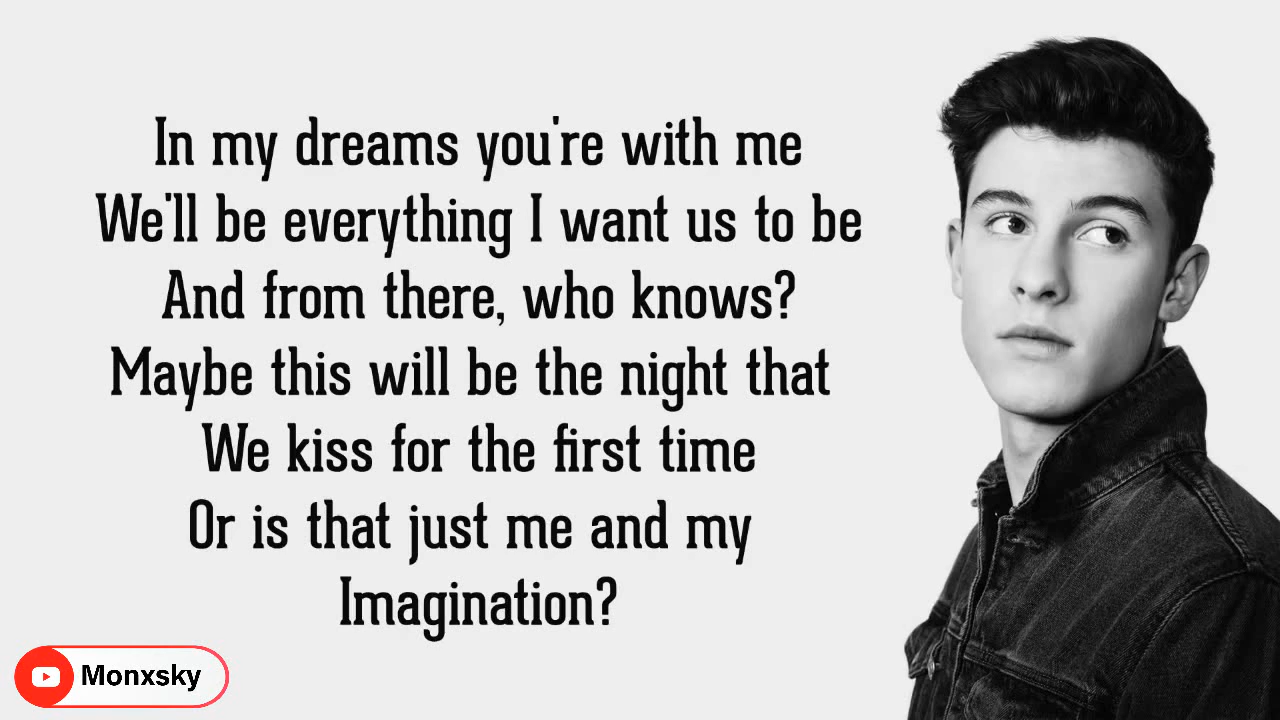 In my dreams you're with me
We'll be everything I want us to be
And from there, who knows?
Maybe this will be the night that
We kiss for the first time
Or is that just me and my
Imagination?
Monxsky